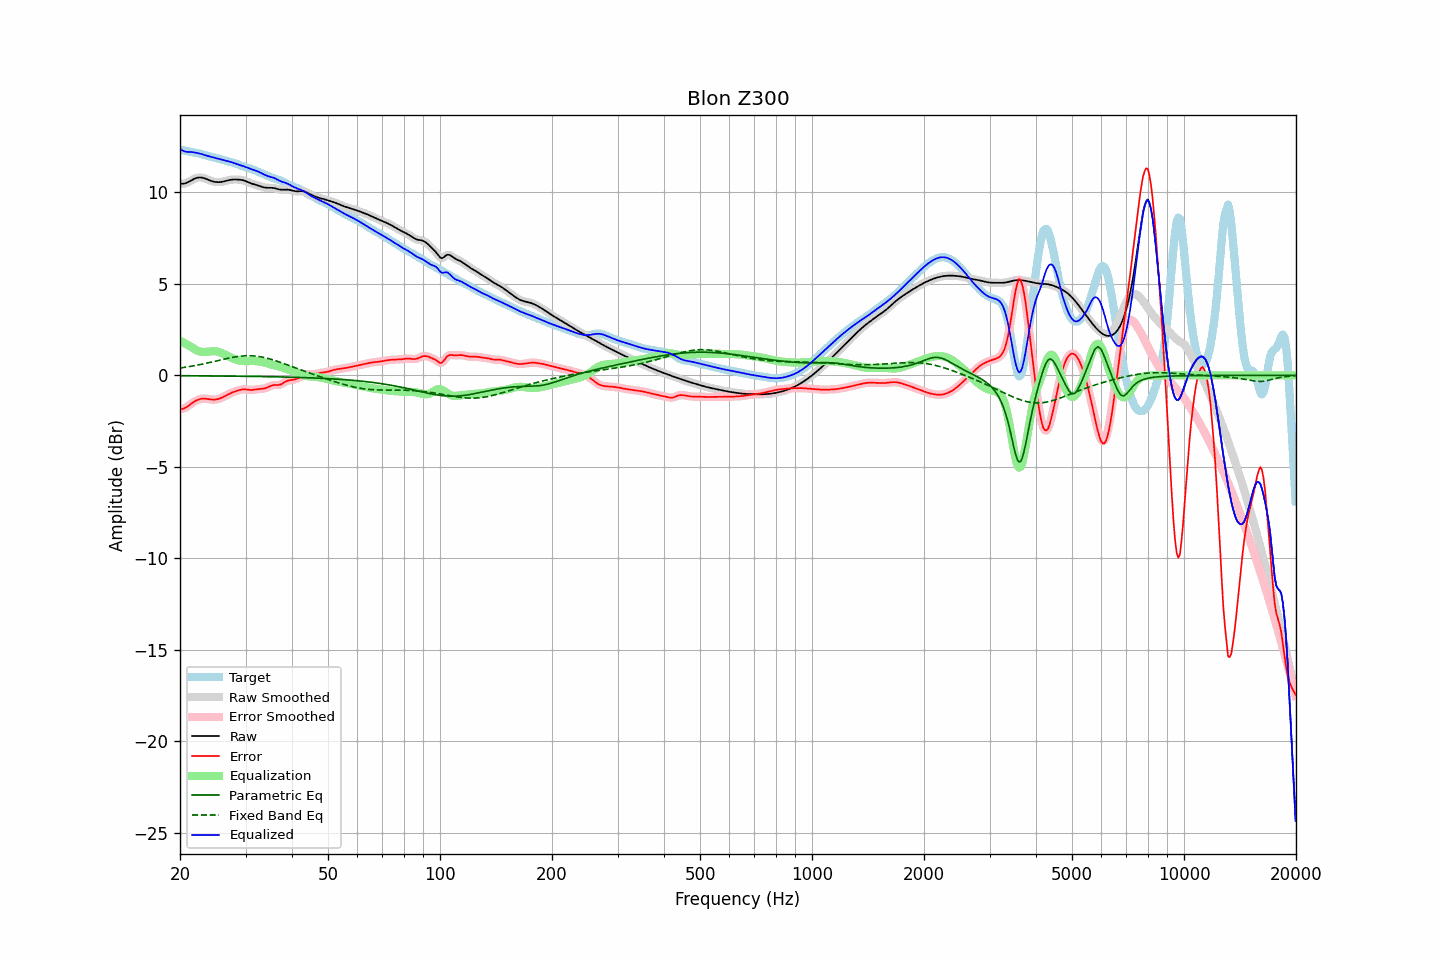 Blon Z300
Amplitude (dBr)
10
5
0
−5
−10
−15
−20
−25
Target
Raw Smoothed
Error Smoothed
Raw
Error
Equalization
Parametric Eq
Fixed Band Eq
Equalized
20 50 100 200 500 1000 2000 5000 10000 20000
Frequency (Hz)